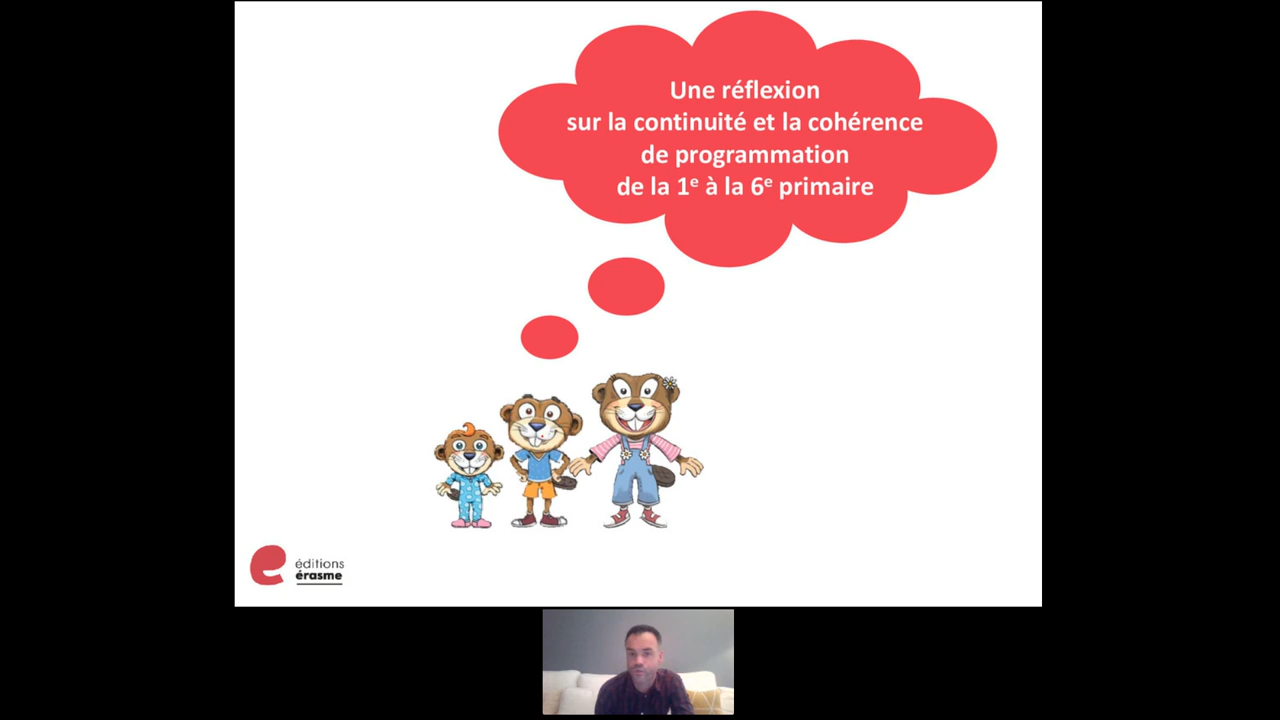 Une réflexion
sur la continuité et la cohérence
de programmation
de la 1e à la 6e primaire
éditions
érasme